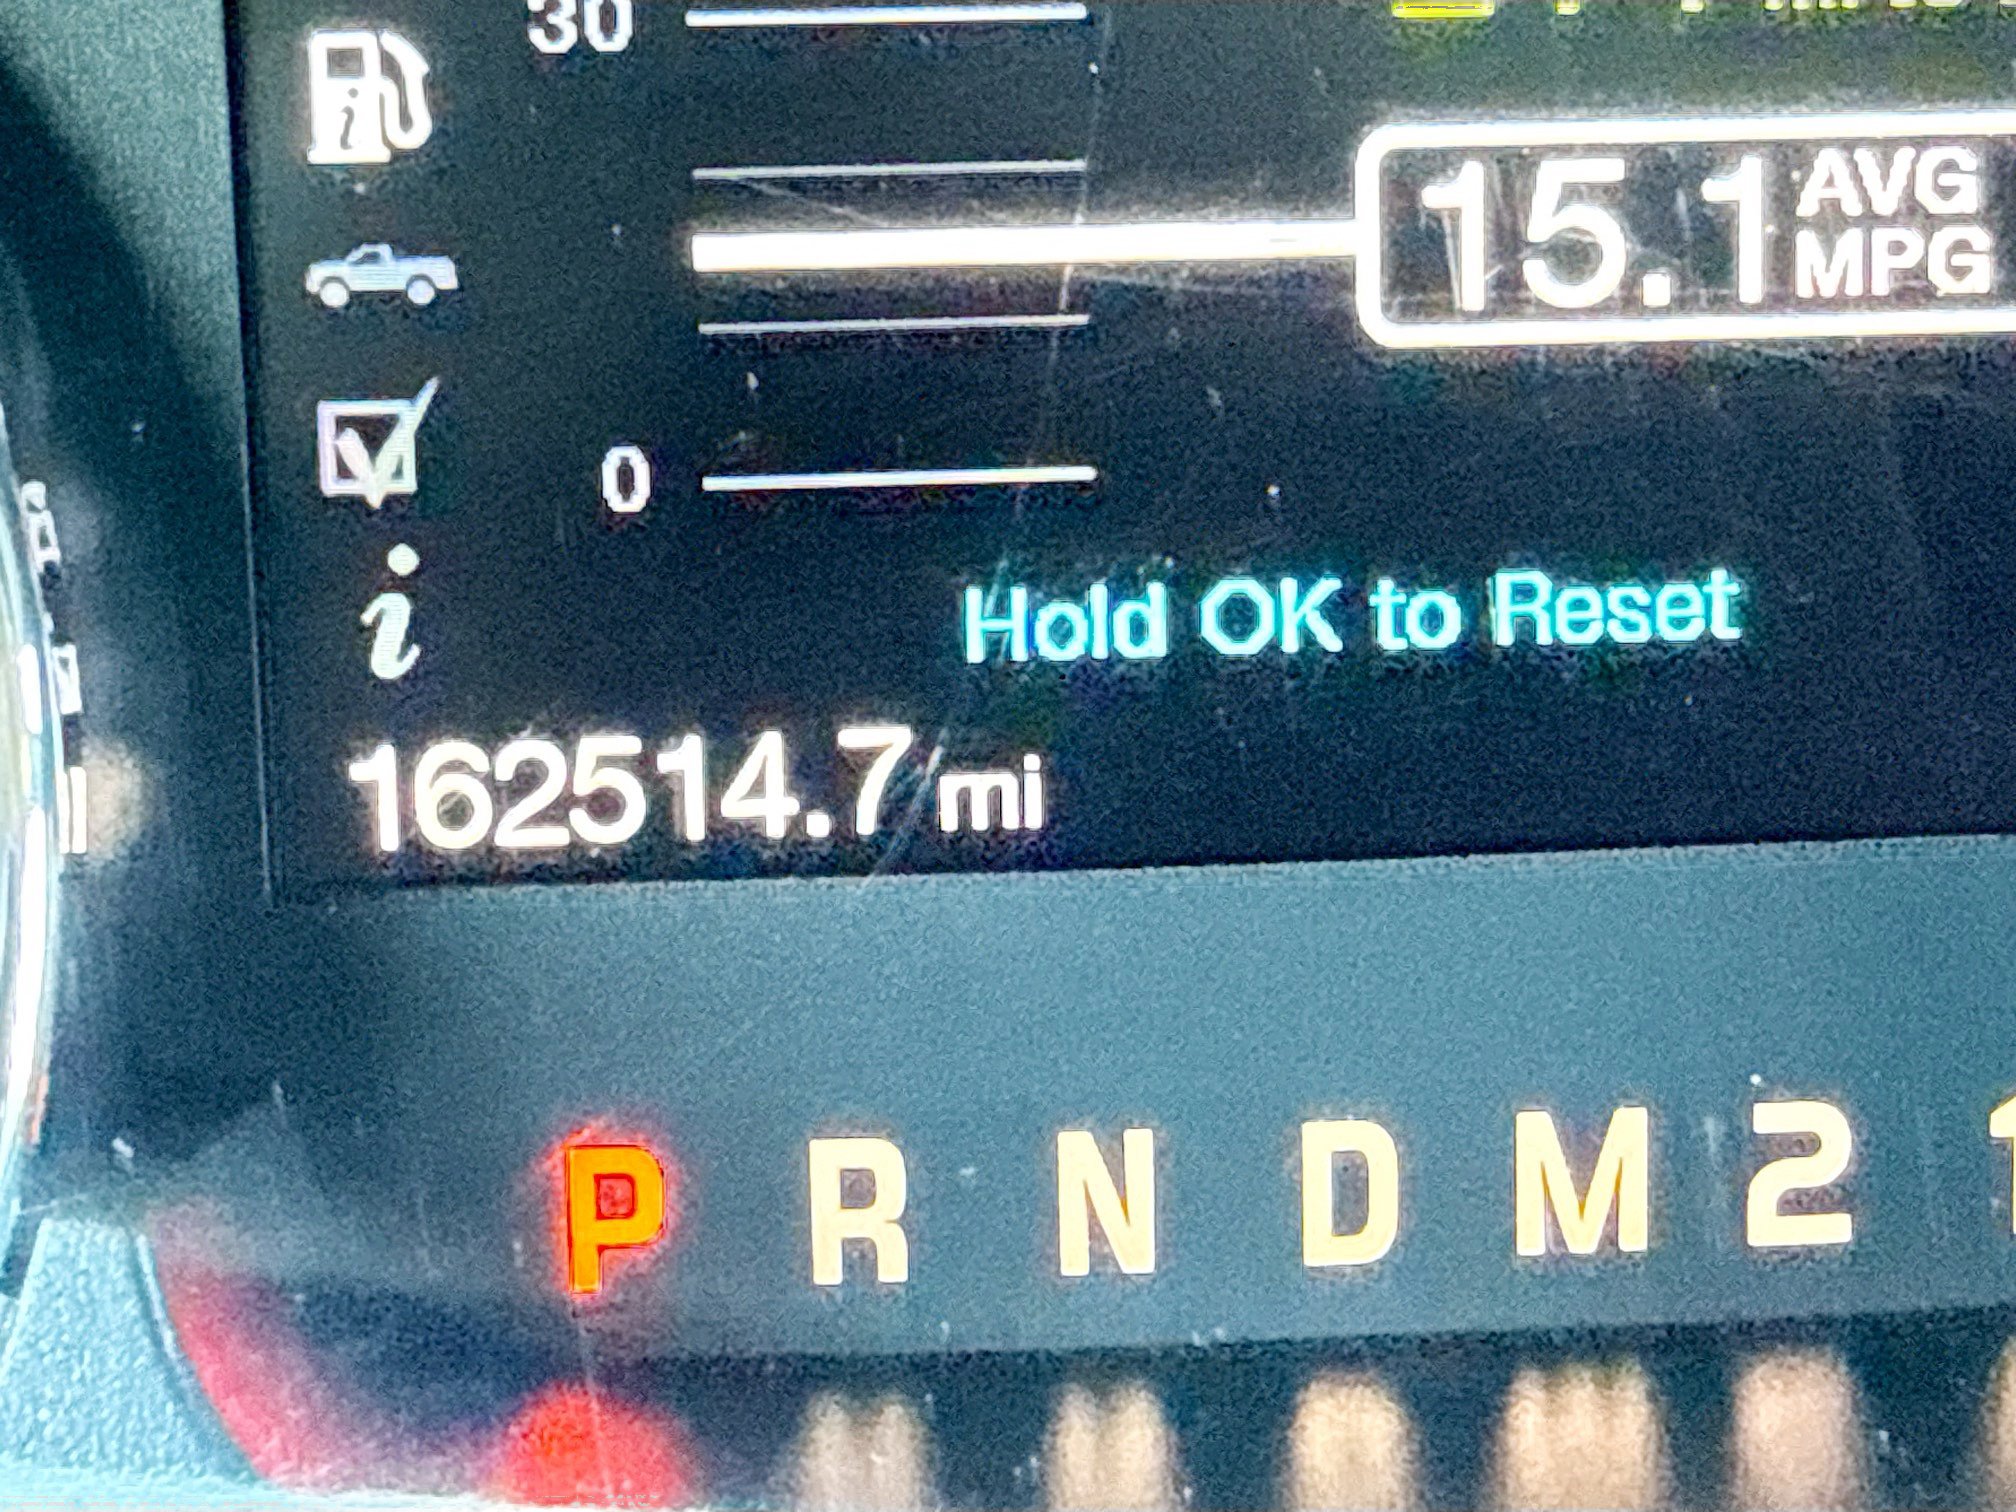 30
15.1 AVG
MPG
0
Hold OK to Reset
i
162514.7 mi
P R N D M 2